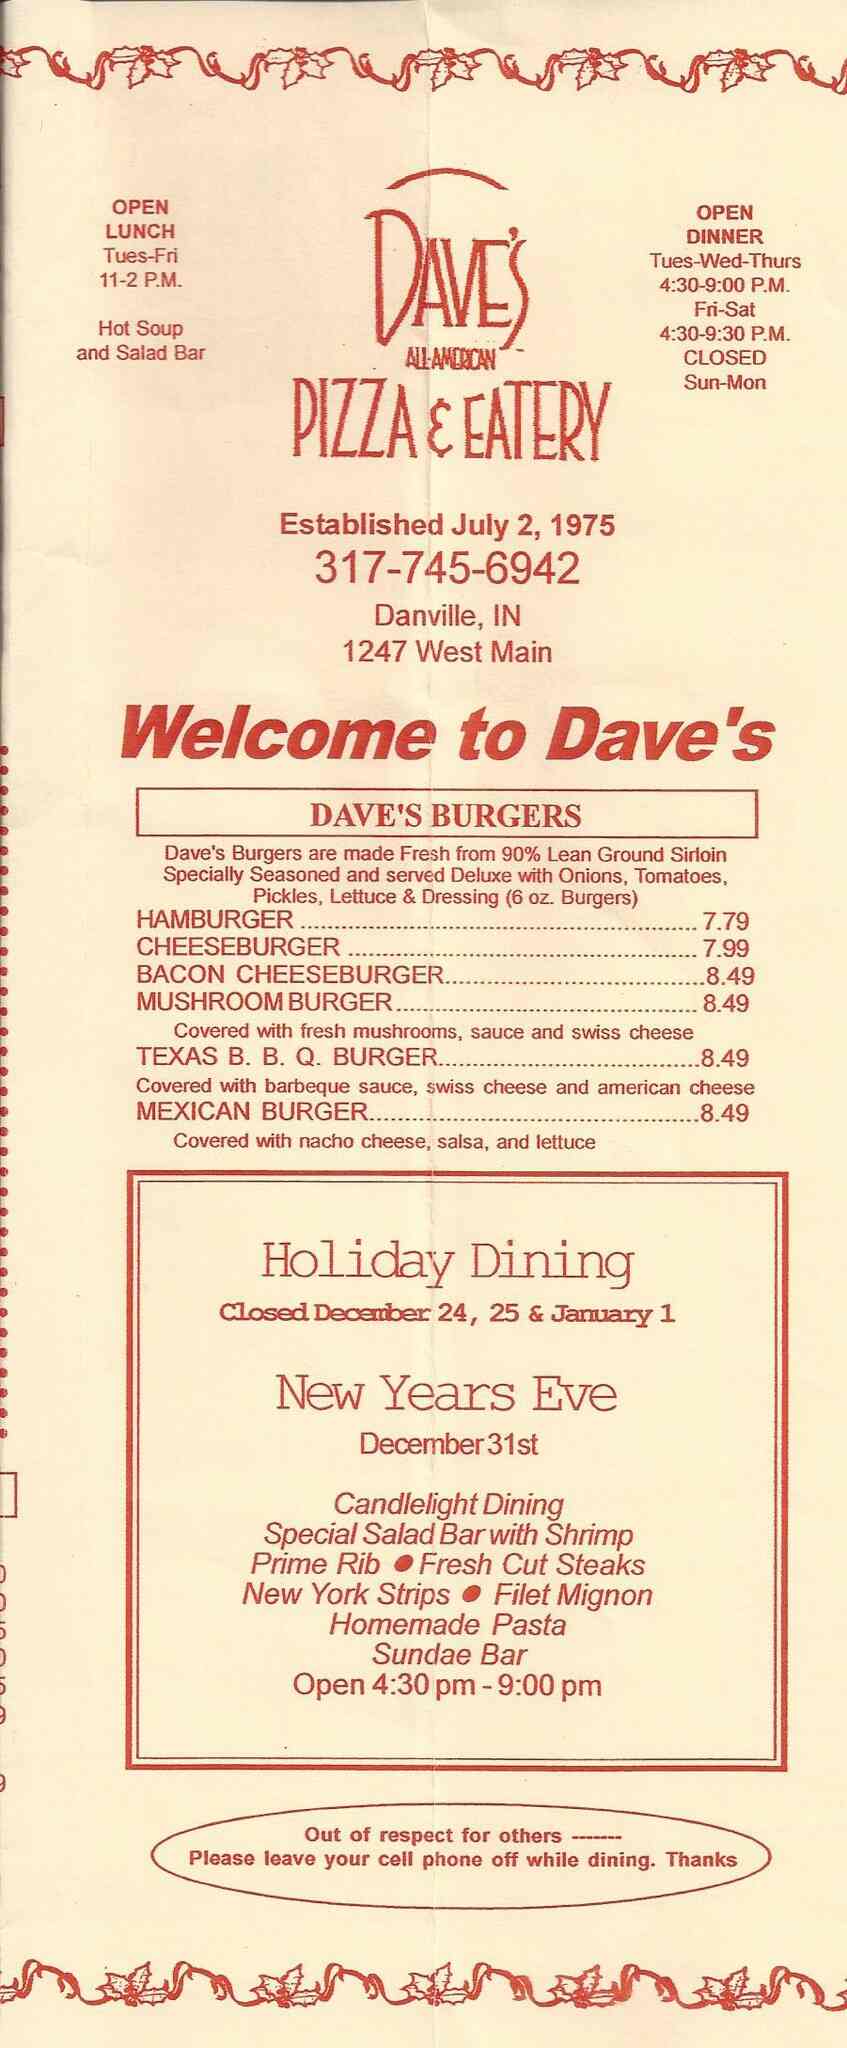 OPEN
LUNCH
Tues-Fri
11-2 P.M.
Hot Soup
and Salad Bar
DAVE'S
ALL-AMERICAN
PIZZA & EATERY
OPEN
DINNER
Tues-Wed-Thurs
4:30-9:00 P.M.
Fri-Sat
4:30-9:30 P.M.
CLOSED
Sun-Mon
Established July 2, 1975
317-745-6942
Danville, IN
1247 West Main
Welcome to Dave's
DAVE'S BURGERS
Dave's Burgers are made Fresh from 90% Lean Ground Sirloin
Specially Seasoned and served Deluxe with Onions, Tomatoes,
Pickles, Lettuce & Dressing (6 oz. Burgers)
HAMBURGER ........................................................ 7.79
CHEESEBURGER ................................................. 7.99
BACON CHEESEBURGER.....................................8.49
MUSHROOM BURGER........................................... 8.49
Covered with fresh mushrooms, sauce and swiss cheese
TEXAS B. B. Q. BURGER.....................................8.49
Covered with barbeque sauce, swiss cheese and american cheese
MEXICAN BURGER...............................................8.49
Covered with nacho cheese, salsa, and lettuce
Holiday Dining
Closed December 24, 25 & January 1
New Years Eve
December 31st
Candlelight Dining
Special Salad Bar with Shrimp
Prime Rib ● Fresh Cut Steaks
New York Strips ● Filet Mignon
Homemade Pasta
Sundae Bar
Open 4:30 pm - 9:00 pm
Out of respect for others -------
Please leave your cell phone off while dining. Thanks